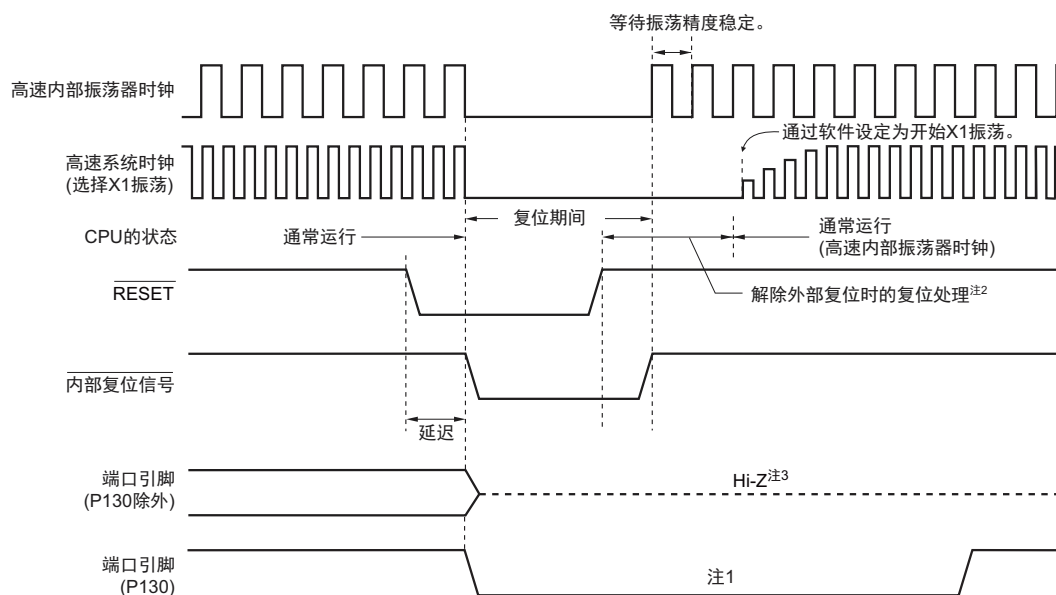 等待振荡精度稳定。
高速内部振荡器时钟
通过软件设定为开始X1振荡。
高速系统时钟
(选择X1振荡)
复位期间
CPU的状态
通常运行
通常运行
(高速内部振荡器时钟)
RESET
解除外部复位时的复位处理注2
内部复位信号
延迟
端口引脚
(P130除外)
Hi-Z注3
端口引脚
(P130)
注1